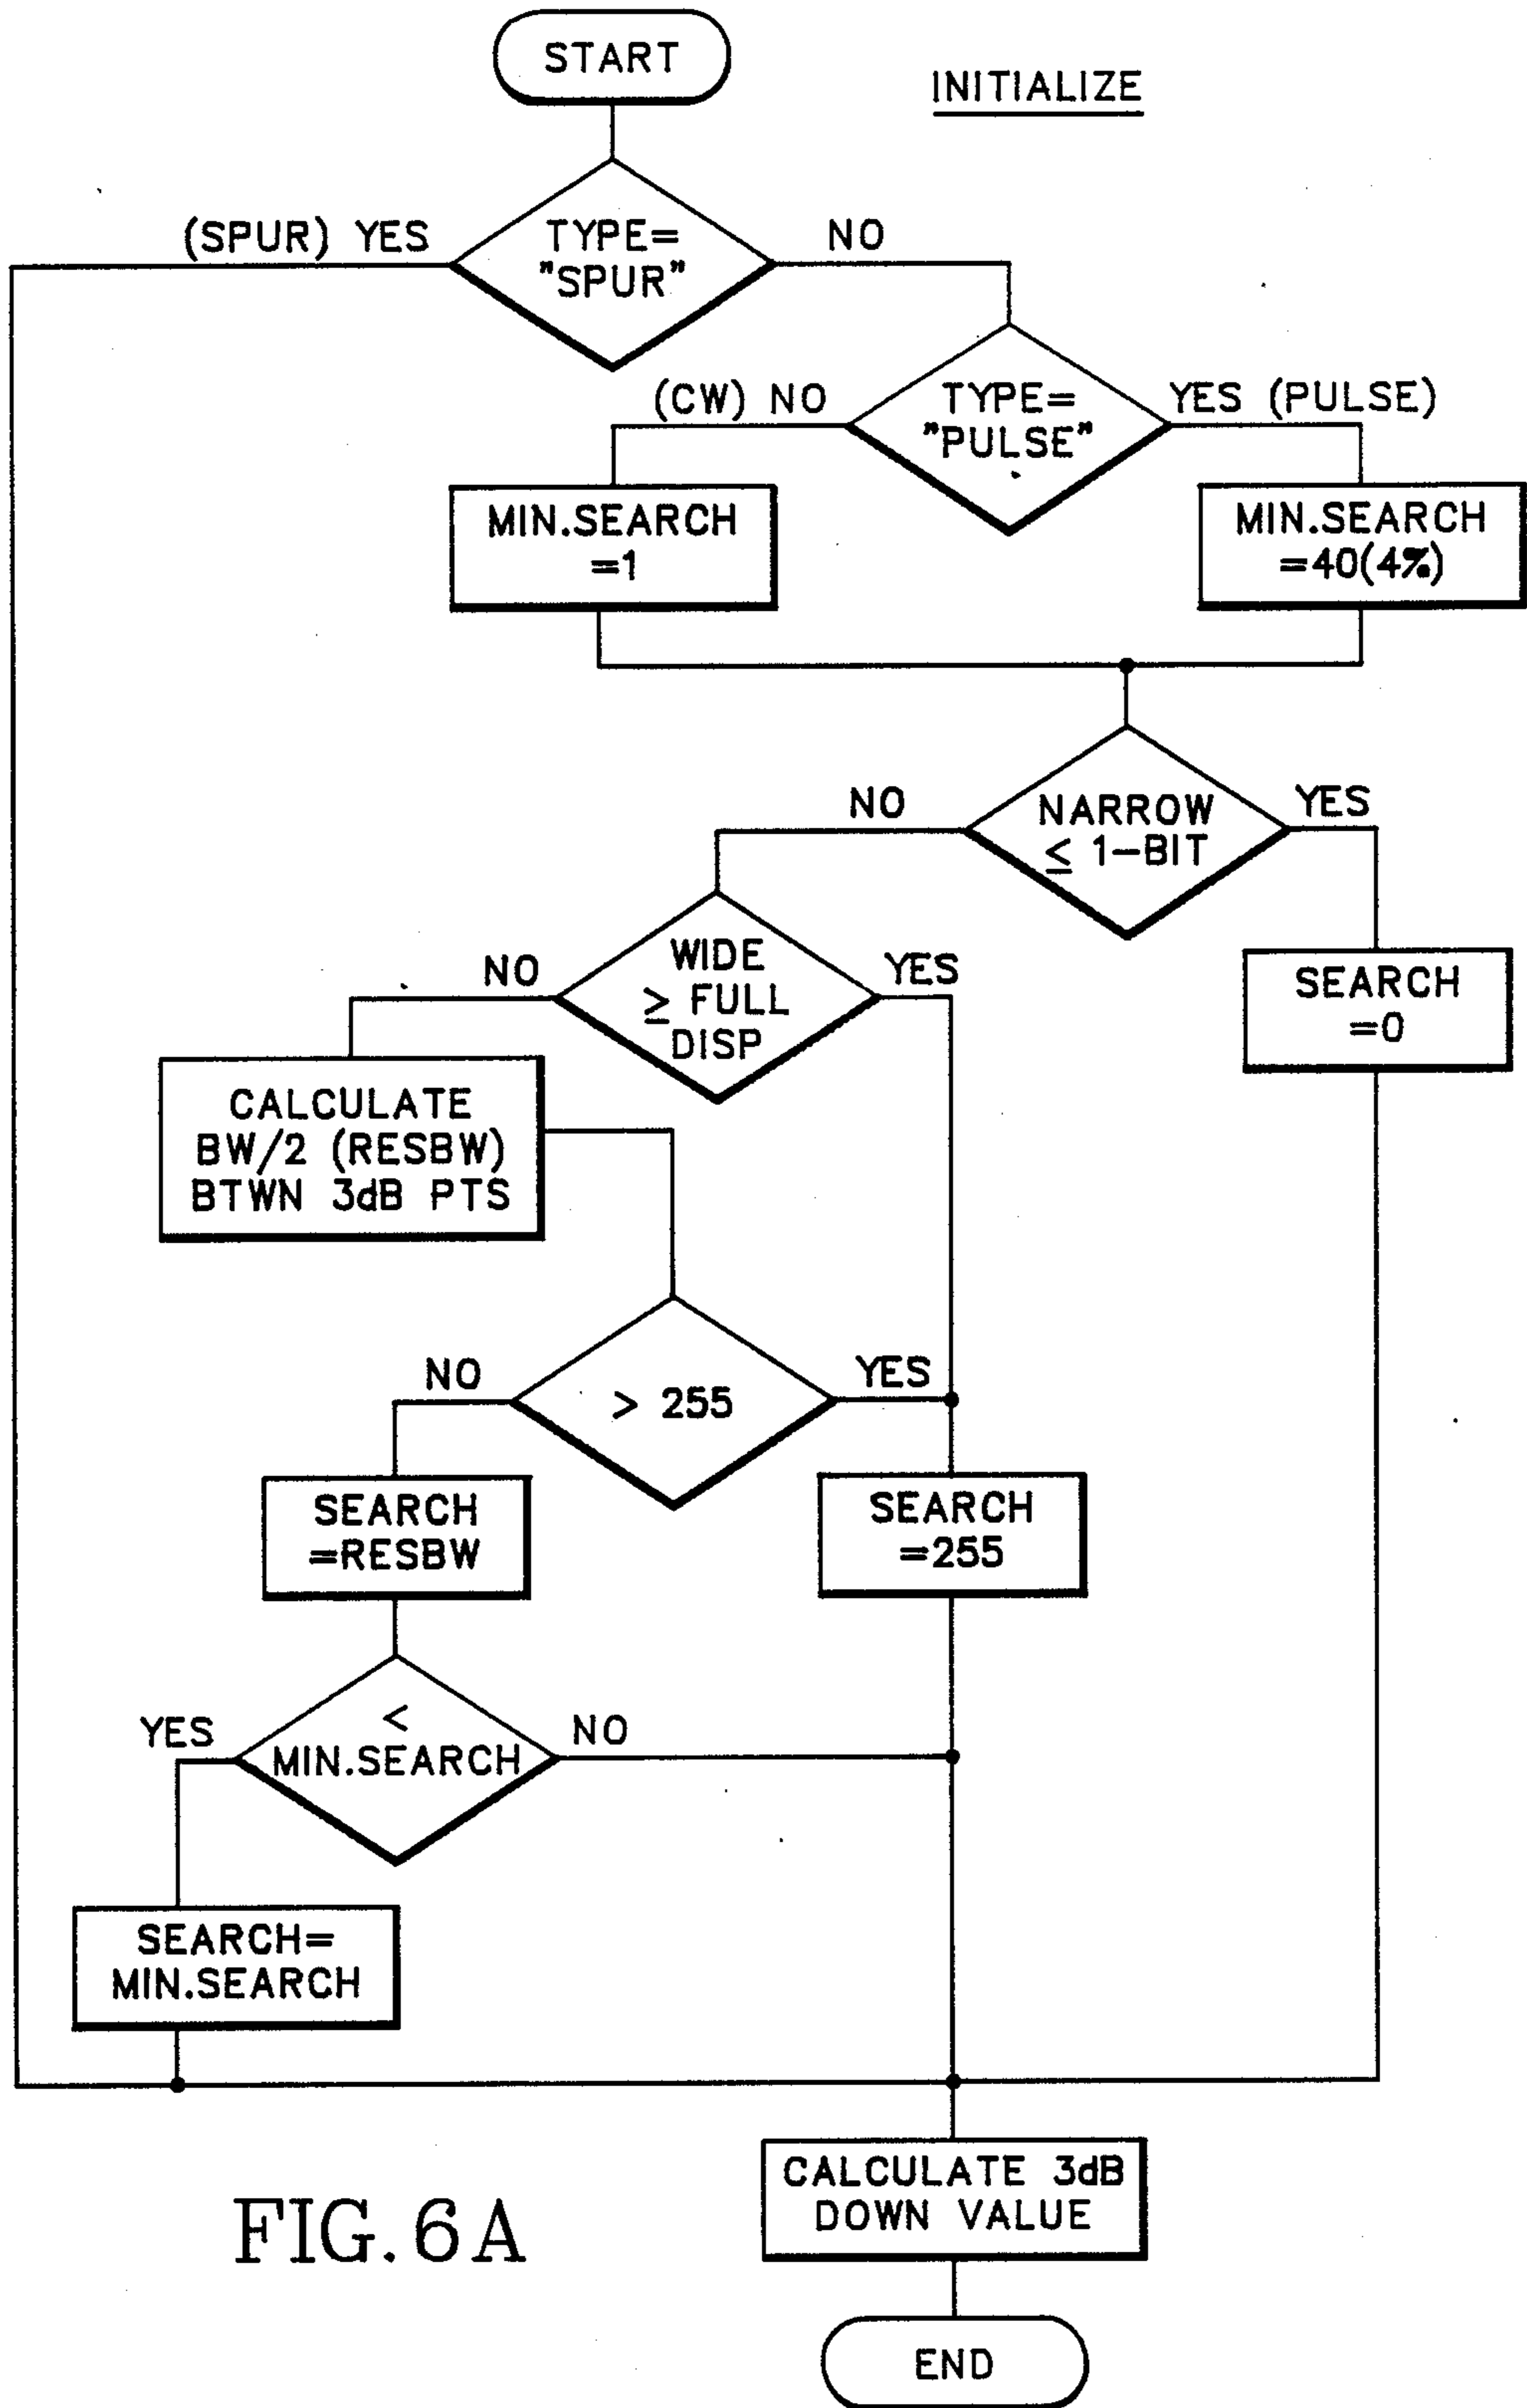 START
INITIALIZE
(SPUR) YES
TYPE=
"SPUR"
NO
(CW) NO
TYPE=
"PULSE"
YES (PULSE)
MIN.SEARCH
=1
MIN.SEARCH
=40(4%)
NO
NARROW
≤ 1-BIT
YES
NO
WIDE
≥ FULL
DISP
YES
SEARCH
=0
CALCULATE
BW/2 (RESBW)
BTWN 3dB PTS
NO
> 255
YES
SEARCH
=RESBW
SEARCH
=255
YES
<
MIN.SEARCH
NO
SEARCH=
MIN.SEARCH
CALCULATE 3dB
DOWN VALUE
FIG. 6A
END